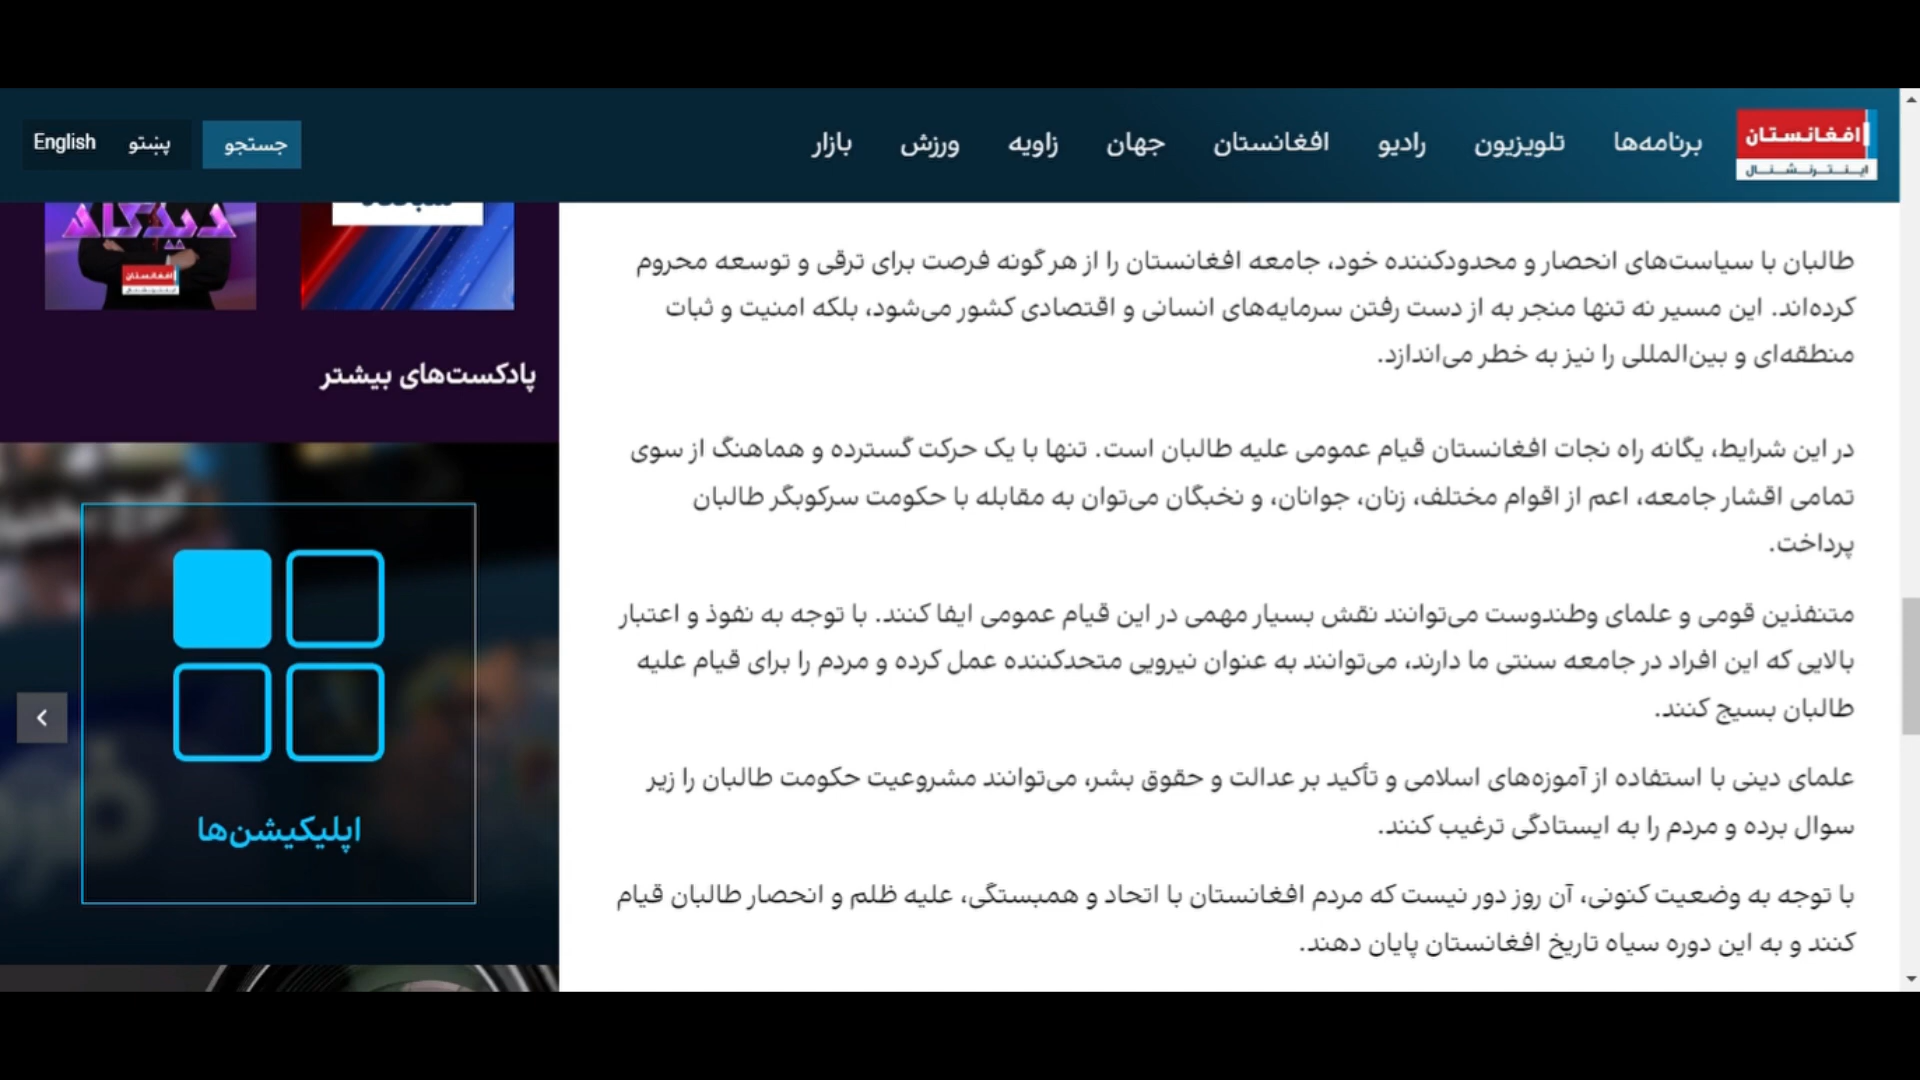 افغانستان
اینترنشنال
برنامه‌ها
تلویزیون
رادیو
افغانستان
جهان
زاویه
ورزش
بازار
جستجو
پښتو
English
طالبان با سیاست‌های انحصار و محدودکننده خود، جامعه افغانستان را از هر گونه فرصت برای ترقی و توسعه محروم
کرده‌اند. این مسیر نه تنها منجر به از دست رفتن سرمایه‌های انسانی و اقتصادی کشور می‌شود، بلکه امنیت و ثبات
منطقه‌ای و بین‌المللی را نیز به خطر می‌اندازد.
در این شرایط، یگانه راه نجات افغانستان قیام عمومی علیه طالبان است. تنها با یک حرکت گسترده و هماهنگ از سوی
تمامی اقشار جامعه، اعم از اقوام مختلف، زنان، جوانان، و نخبگان می‌توان به مقابله با حکومت سرکوبگر طالبان
پرداخت.
متنفذین قومی و علمای وطندوست می‌توانند نقش بسیار مهمی در این قیام عمومی ایفا کنند. با توجه به نفوذ و اعتبار
بالایی که این افراد در جامعه سنتی ما دارند، می‌توانند به عنوان نیرویی متحدکننده عمل کرده و مردم را برای قیام علیه
طالبان بسیج کنند.
علمای دینی با استفاده از آموزه‌های اسلامی و تأکید بر عدالت و حقوق بشر، می‌توانند مشروعیت حکومت طالبان را زیر
سوال برده و مردم را به ایستادگی ترغیب کنند.
با توجه به وضعیت کنونی، آن روز دور نیست که مردم افغانستان با اتحاد و همبستگی، علیه ظلم و انحصار طالبان قیام
کنند و به این دوره سیاه تاریخ افغانستان پایان دهند.
دیدگاه
افغانستان
پادکست‌های بیشتر
اپلیکیشن‌ها